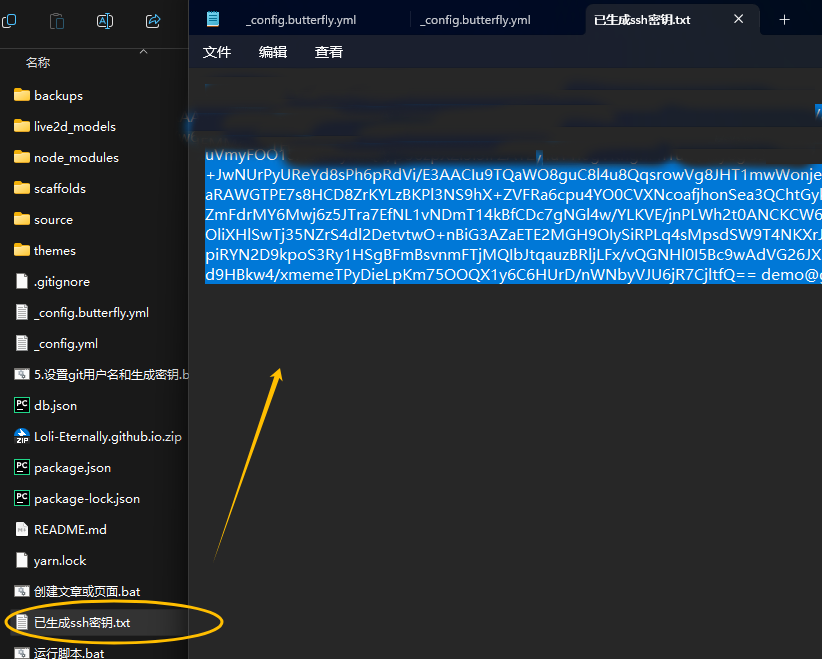 _config.butterfly.yml
_config.butterfly.yml
已生成ssh密钥.txt
文件 编辑 查看
名称
backups
live2d_models
node_modules
scaffolds
source
themes
.gitignore
_config.butterfly.yml
_config.yml
5.设置git用户名和生成密钥.b
db.json
Loli-Eternally.github.io.zip
package.json
package-lock.json
README.md
yarn.lock
创建文章或页面.bat
已生成ssh密钥.txt
运行脚本.bat
uVmyFOO1
+JwNUrPyUReYd8sPh6pRdVi/E3AACIu9TQaWO8guC8l4u8QqsrowVg8JHT1mwWonje
aRAWGTPE7s8HCD8ZrKYLzBKPl3NS9hX+ZVFRa6cpu4YO0CVXNcoafjhonSea3QChtGyl
ZmFdrMY6Mwj6z5JTra7EfNL1vNDmT14kBfCDc7gNGl4w/YLKVE/jnPLWh2t0ANCKCW6
OliXHlSwTj35NZrS4dl2DetvtwO+nBiG3AZaETE2MGH9OIySiRPLq4sMpsdSW9T4NKXrJ
piRYN2D9kpoS3Ry1HSgBFmBsvnmFTjMQIbJtqauzBRljLFx/vQGNHl0I5Bc9wAdVG26JX
d9HBkw4/xmemeTPyDieLpKm75OOQX1y6C6HUrD/nWNbyVJU6jR7CjltfQ== demo@g